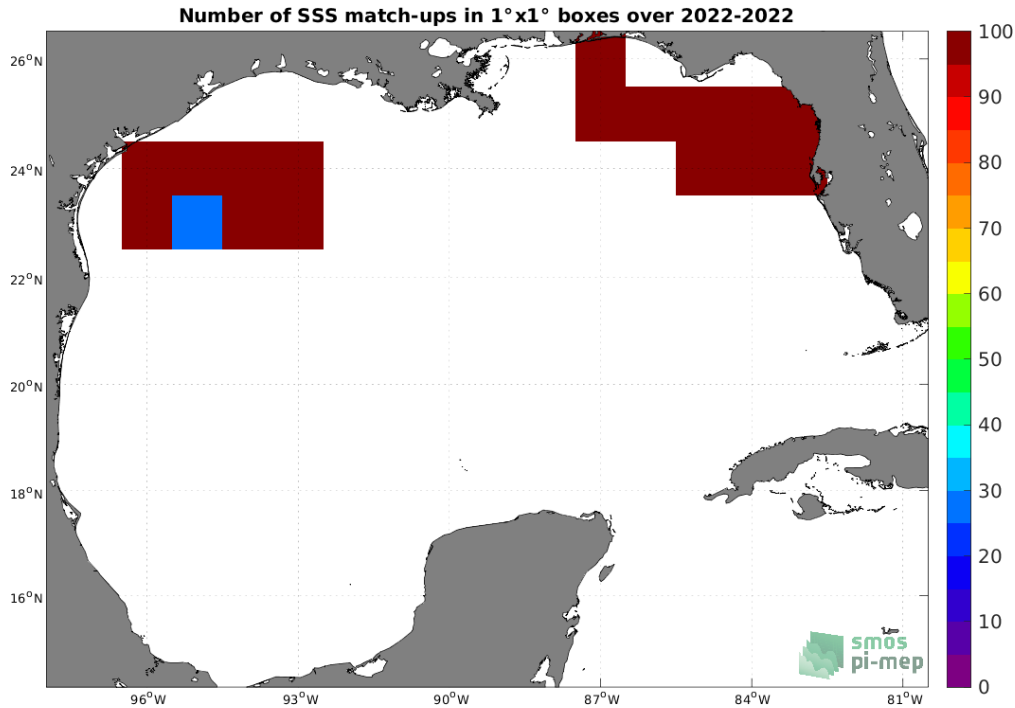 Number of SSS match-ups in 1°x1° boxes over 2022-2022
26°N
24°N
22°N
20°N
18°N
16°N
96°W
93°W
90°W
87°W
84°W
81°W
100
90
80
70
60
50
40
30
20
10
0
smos
pi-mep